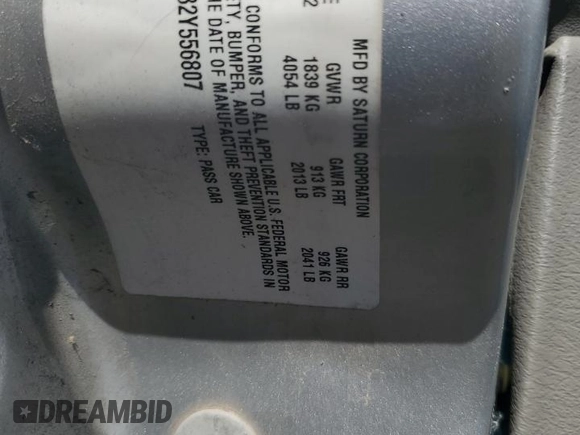 MFD BY SATURN CORPORATION
GVWR GAWR FRT GAWR RR
1839 KG 913 KG 926 KG
4054 LB 2013 LB 2041 LB
CONFORMS TO ALL APPLICABLE U.S. FEDERAL MOTOR
BUMPER, AND THEFT PREVENTION STANDARDS IN
DATE OF MANUFACTURE SHOWN ABOVE.
2Y556807 TYPE: PASS CAR
DREAMBID